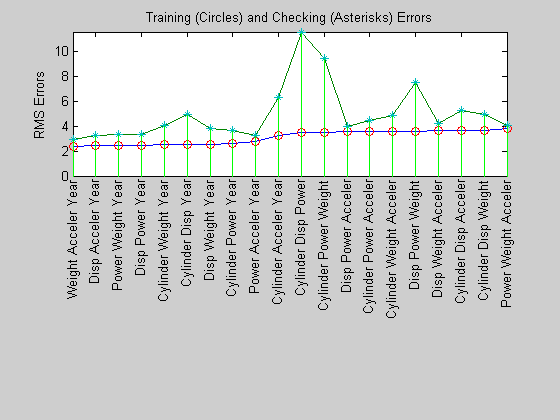 Training (Circles) and Checking (Asterisks) Errors
RMS Errors
10
8
6
4
2
0
Weight Acceler Year
Disp Acceler Year
Power Weight Year
Disp Power Year
Cylinder Weight Year
Cylinder Disp Year
Disp Weight Year
Cylinder Power Year
Power Acceler Year
Cylinder Acceler Year
Cylinder Disp Power
Cylinder Power Weight
Disp Power Acceler
Cylinder Power Acceler
Cylinder Weight Acceler
Disp Power Weight
Disp Weight Acceler
Cylinder Disp Acceler
Cylinder Disp Weight
Power Weight Acceler